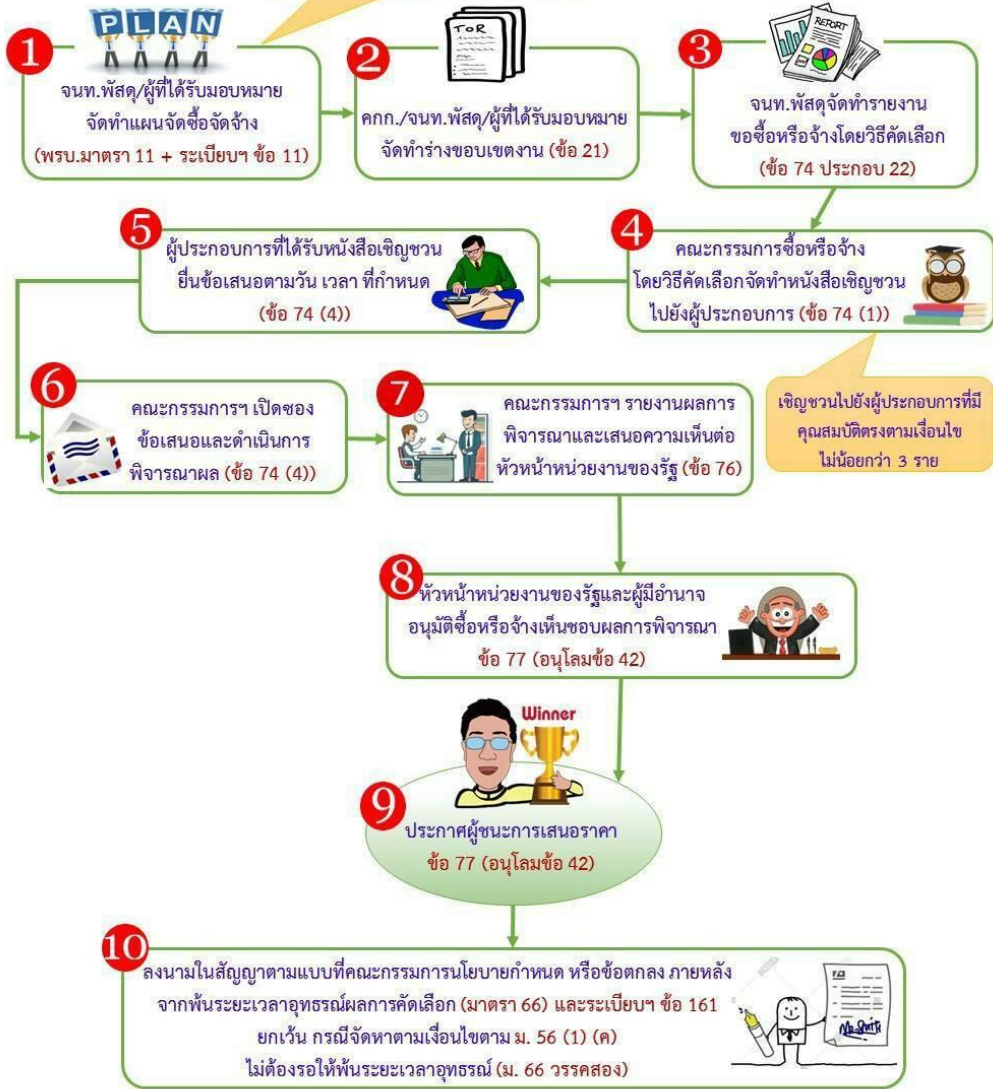 PLAN
1
จนท.พัสดุ/ผู้ที่ได้รับมอบหมาย
จัดทำแผนจัดซื้อจัดจ้าง
(พรบ.มาตรา 11 + ระเบียบฯ ข้อ 11)
TOR
2
คกก./จนท.พัสดุ/ผู้ที่ได้รับมอบหมาย
จัดทำร่างขอบเขตงาน (ข้อ 21)
REPORT
3
จนท.พัสดุจัดทำรายงาน
ขอซื้อหรือจ้างโดยวิธีคัดเลือก
(ข้อ 74 ประกอบ 22)
4
คณะกรรมการซื้อหรือจ้าง
โดยวิธีคัดเลือกจัดทำหนังสือเชิญชวน
ไปยังผู้ประกอบการ (ข้อ 74 (1))
เชิญชวนไปยังผู้ประกอบการที่มี
คุณสมบัติตรงตามเงื่อนไข
ไม่น้อยกว่า 3 ราย
5
ผู้ประกอบการที่ได้รับหนังสือเชิญชวน
ยื่นข้อเสนอตามวัน เวลา ที่กำหนด
(ข้อ 74 (4))
6
คณะกรรมการฯ เปิดซอง
ข้อเสนอและดำเนินการ
พิจารณาผล (ข้อ 74 (4))
7
คณะกรรมการฯ รายงานผลการ
พิจารณาและเสนอความเห็นต่อ
หัวหน้าหน่วยงานของรัฐ (ข้อ 76)
8
หัวหน้าหน่วยงานของรัฐและผู้มีอำนาจ
อนุมัติซื้อหรือจ้างเห็นชอบผลการพิจารณา
ข้อ 77 (อนุโลมข้อ 42)
Winner
9
ประกาศผู้ชนะการเสนอราคา
ข้อ 77 (อนุโลมข้อ 42)
10
ลงนามในสัญญาตามแบบที่คณะกรรมการนโยบายกำหนด หรือข้อตกลง ภายหลัง
จากพ้นระยะเวลาอุทธรณ์ผลการคัดเลือก (มาตรา 66) และระเบียบฯ ข้อ 161
ยกเว้น กรณีจัดหาตามเงื่อนไขตาม ม. 56 (1) (ค)
ไม่ต้องรอให้พ้นระยะเวลาอุทธรณ์ (ม. 66 วรรคสอง)